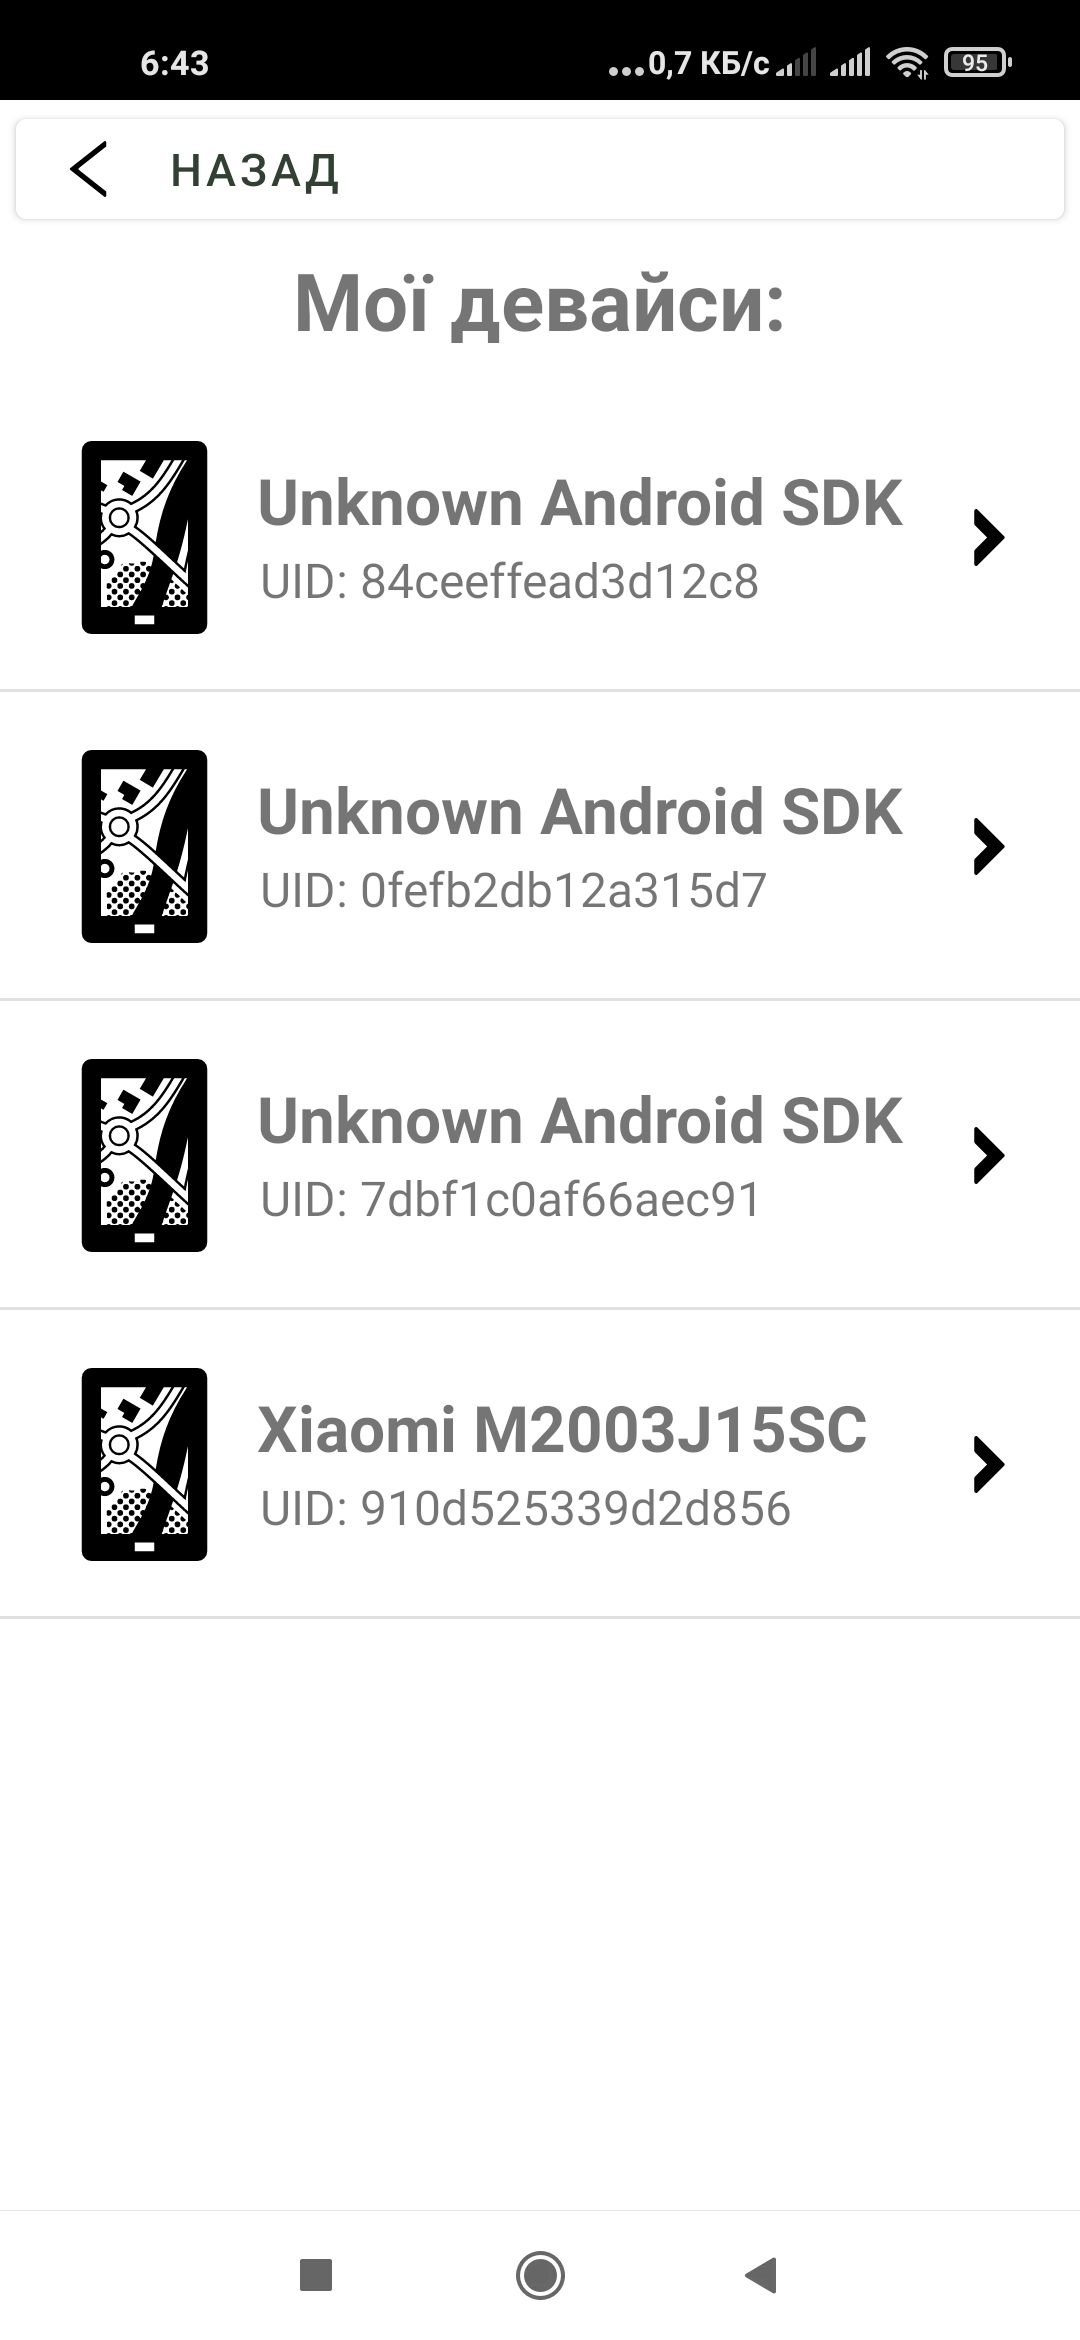 6:43 ...0,7 КБ/с 95
НАЗАД
Мої девайси:
Unknown Android SDK
UID: 84ceeffead3d12c8
Unknown Android SDK
UID: 0fefb2db12a315d7
Unknown Android SDK
UID: 7dbf1c0af66aec91
Xiaomi M2003J15SC
UID: 910d525339d2d856